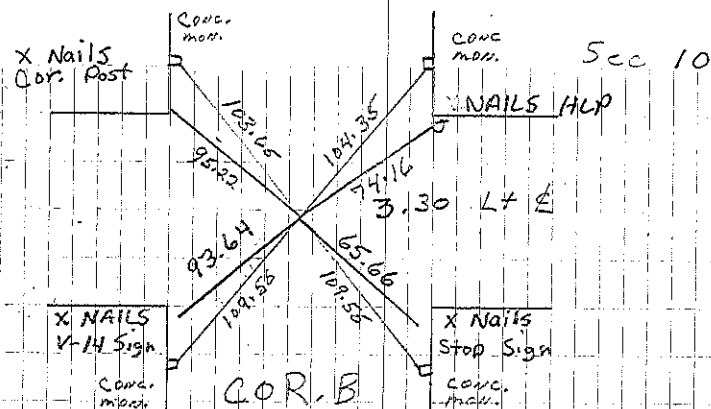 Conc.
mon.
X Nails
Cor. Post
Conc
mon.
Sec 10
NAILS HLP
103.65
104.35
95.22
74.16
3.30 Lt ℄
93.64
65.66
109.56
109.55
X NAILS
V-14 Sign
X Nails
Stop Sign
Conc.
mon.
COR. B
Conc.
mon.